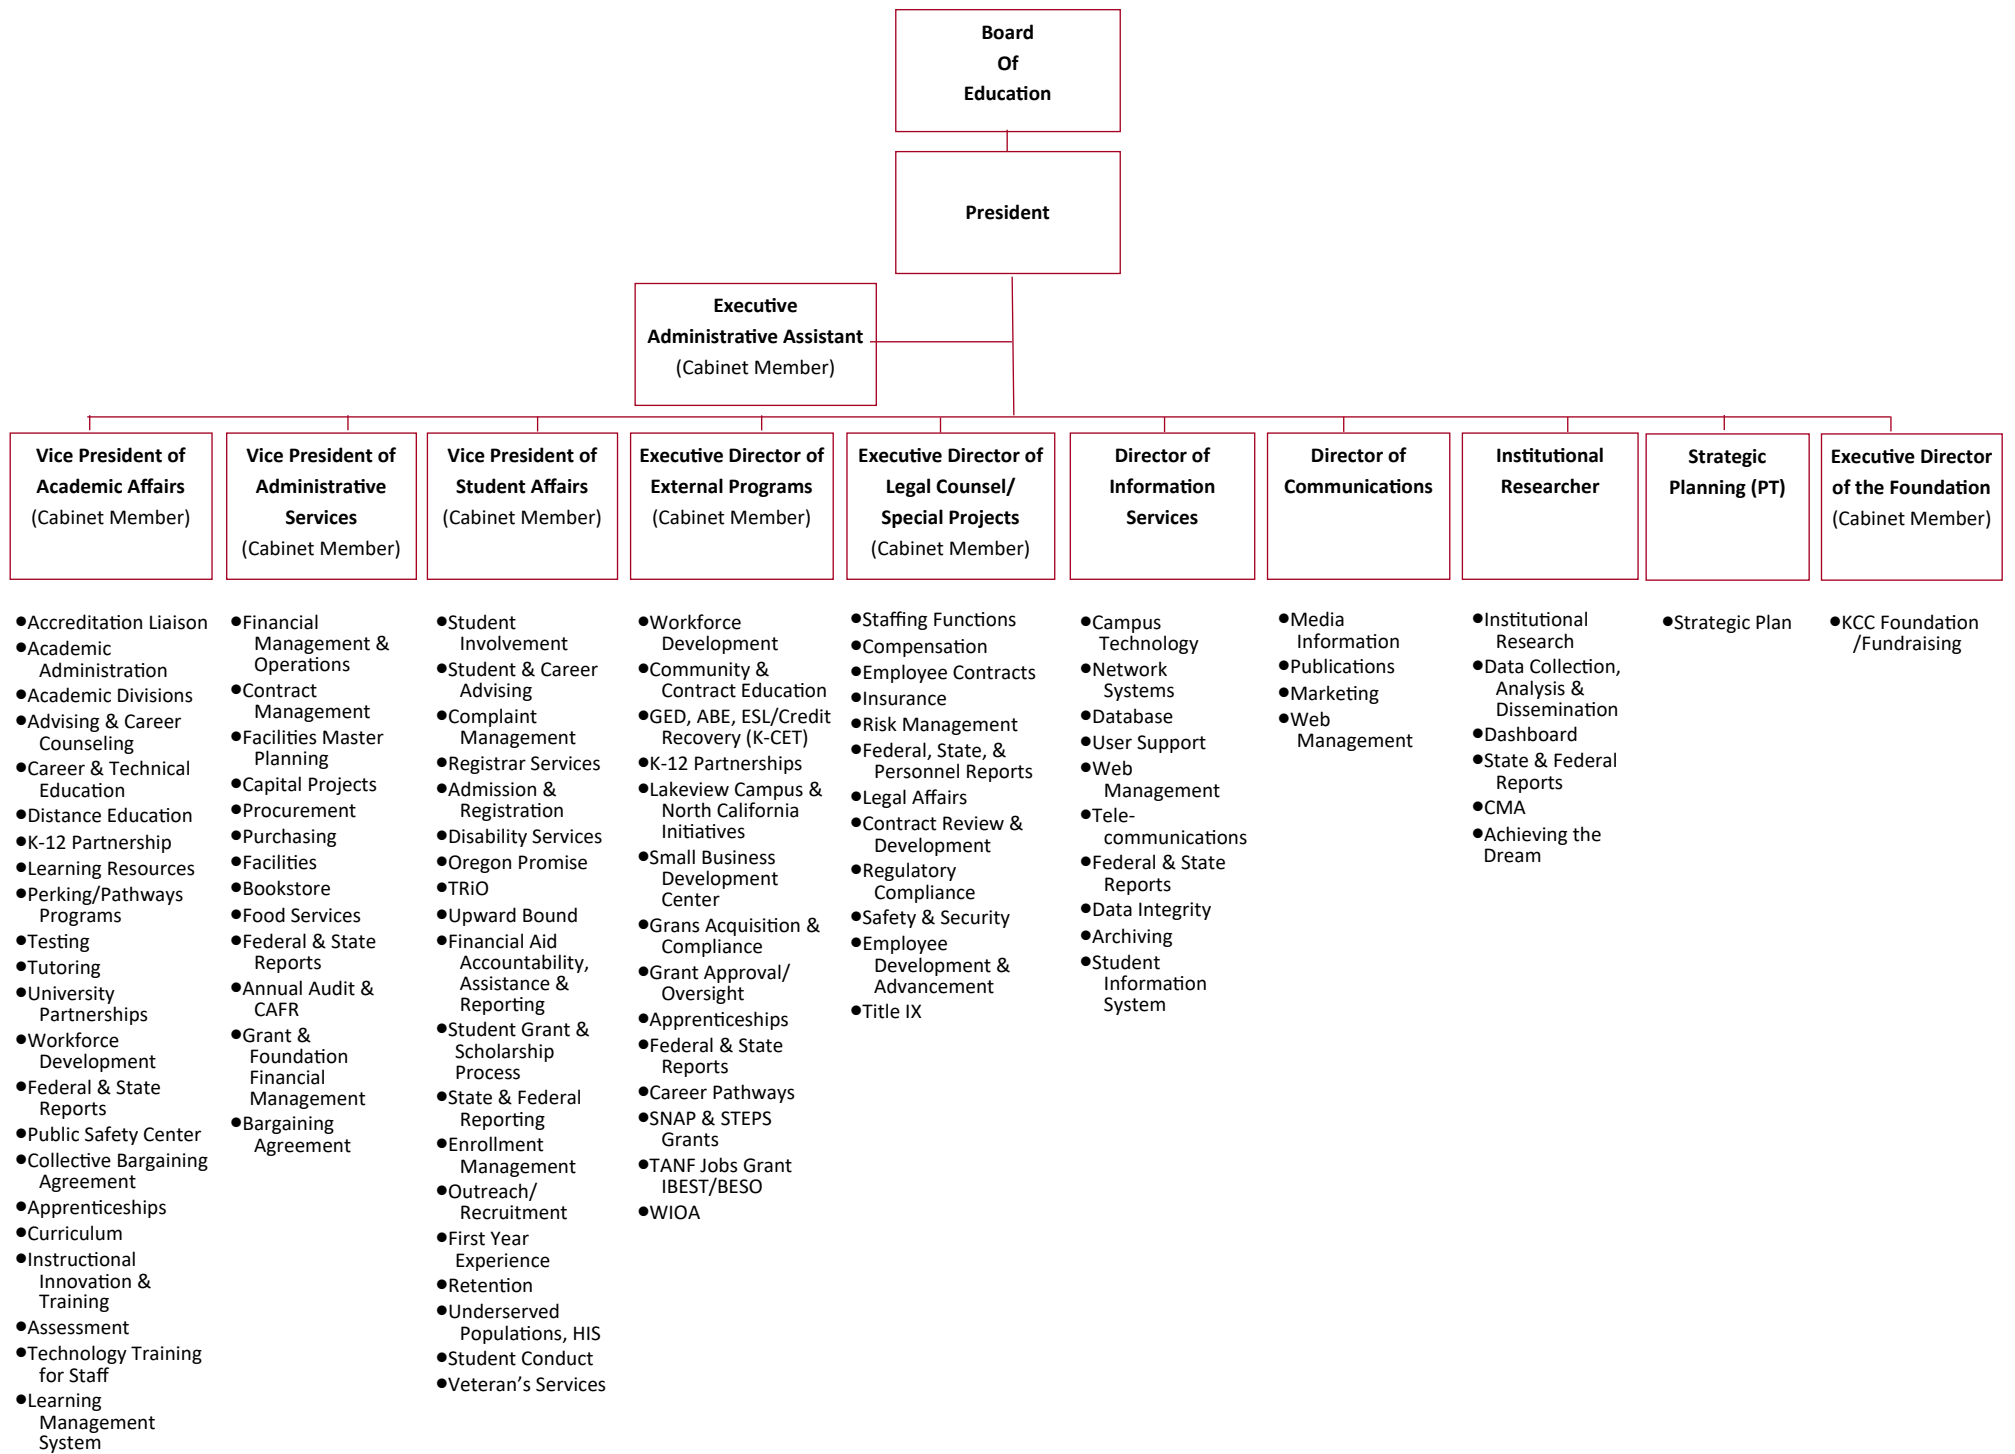 Board
Of
Education
President
Executive
Administrative Assistant
(Cabinet Member)
Vice President of
Academic Affairs
(Cabinet Member)
Vice President of
Administrative
Services
(Cabinet Member)
Vice President of
Student Affairs
(Cabinet Member)
Executive Director of
External Programs
(Cabinet Member)
Executive Director of
Legal Counsel/
Special Projects
(Cabinet Member)
Director of
Information
Services
Director of
Communications
Institutional
Researcher
Strategic
Planning (PT)
Executive Director
of the Foundation
(Cabinet Member)
●Accreditation Liaison
●Academic
Administration
●Academic Divisions
●Advising & Career
Counseling
●Career & Technical
Education
●Distance Education
●K-12 Partnership
●Learning Resources
●Perking/Pathways
Programs
●Testing
●Tutoring
●University
Partnerships
●Workforce
Development
●Federal & State
Reports
●Public Safety Center
●Collective Bargaining
Agreement
●Apprenticeships
●Curriculum
●Instructional
Innovation &
Training
●Assessment
●Technology Training
for Staff
●Learning
Management
System
●Financial
Management &
Operations
●Contract
Management
●Facilities Master
Planning
●Capital Projects
●Procurement
●Purchasing
●Facilities
●Bookstore
●Food Services
●Federal & State
Reports
●Annual Audit &
CAFR
●Grant &
Foundation
Financial
Management
●Bargaining
Agreement
●Student
Involvement
●Student & Career
Advising
●Complaint
Management
●Registrar Services
●Admission &
Registration
●Disability Services
●Oregon Promise
●TRiO
●Upward Bound
●Financial Aid
Accountability,
Assistance &
Reporting
●Student Grant &
Scholarship
Process
●State & Federal
Reporting
●Enrollment
Management
●Outreach/
Recruitment
●First Year
Experience
●Retention
●Underserved
Populations, HIS
●Student Conduct
●Veteran’s Services
●Workforce
Development
●Community &
Contract Education
●GED, ABE, ESL/Credit
Recovery (K-CET)
●K-12 Partnerships
●Lakeview Campus &
North California
Initiatives
●Small Business
Development
Center
●Grans Acquisition &
Compliance
●Grant Approval/
Oversight
●Apprenticeships
●Federal & State
Reports
●Career Pathways
●SNAP & STEPS
Grants
●TANF Jobs Grant
IBEST/BESO
●WIOA
●Staffing Functions
●Compensation
●Employee Contracts
●Insurance
●Risk Management
●Federal, State, &
Personnel Reports
●Legal Affairs
●Contract Review &
Development
●Regulatory
Compliance
●Safety & Security
●Employee
Development &
Advancement
●Title IX
●Campus
Technology
●Network
Systems
●Database
●User Support
●Web
Management
●Tele-
communications
●Federal & State
Reports
●Data Integrity
●Archiving
●Student
Information
System
●Media
Information
●Publications
●Marketing
●Web
Management
●Institutional
Research
●Data Collection,
Analysis &
Dissemination
●Dashboard
●State & Federal
Reports
●CMA
●Achieving the
Dream
●Strategic Plan
●KCC Foundation
/Fundraising